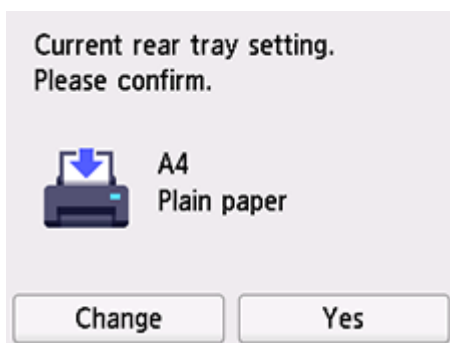 Current rear tray setting.
Please confirm.
A4
Plain paper
Change
Yes